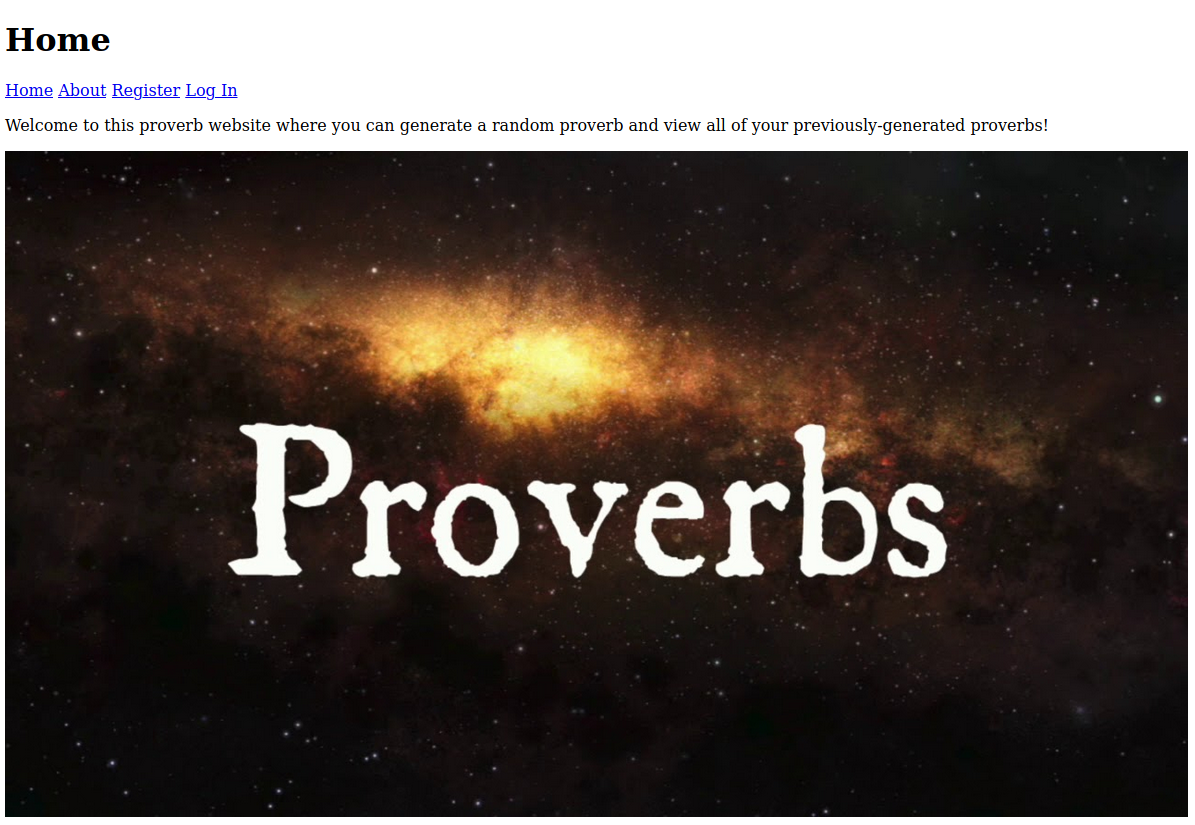 Home
Home About Register Log In
Welcome to this proverb website where you can generate a random proverb and view all of your previously-generated proverbs!
Proverbs